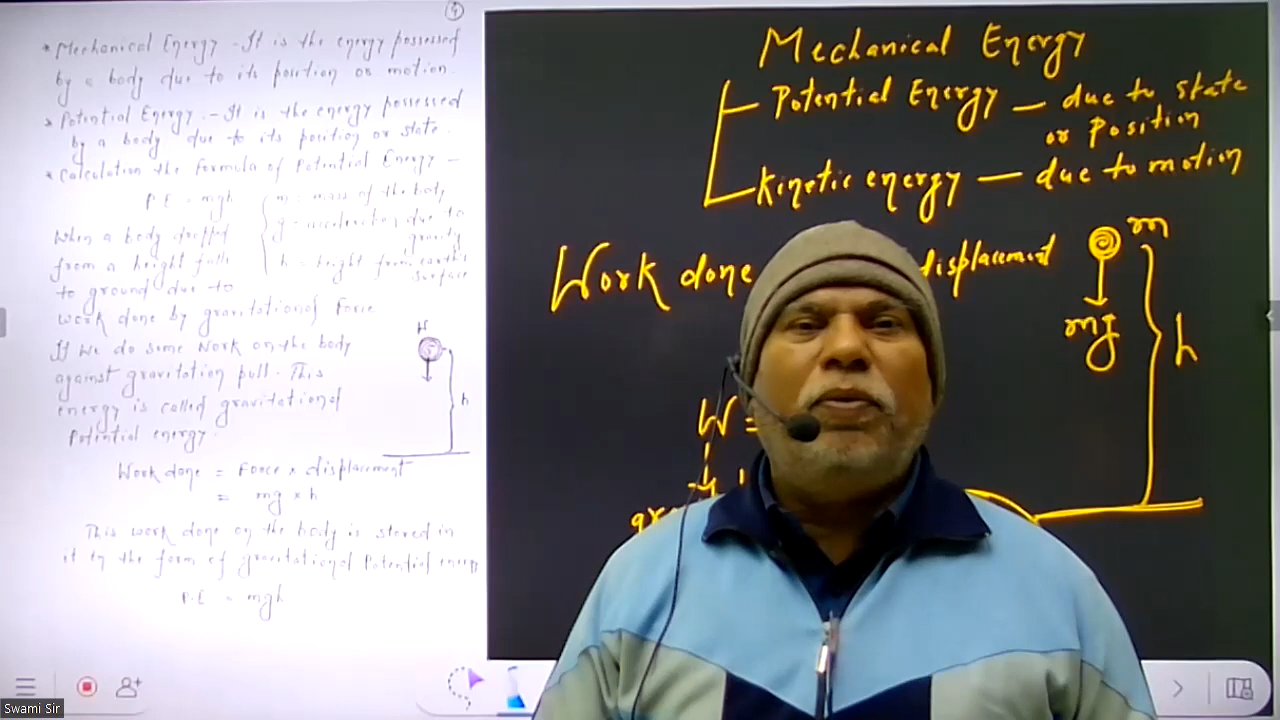 4
* Mechanical Energy - It is the energy possessed
by a body due to its position or motion.
* Potential Energy - It is the energy possessed
by a body due to its position or state.
* Calculation the formula of Potential Energy -
P.E = mgh
m = mass of the body
g = acceleration due to
gravity
h = height from earth's
surface
When a body dropped
from a height falls
to ground due to
work done by gravitational Force
If we do some work on the body
against gravitation pull. This
energy is called gravitational
Potential energy.
h
Work done = Force x displacement
= mg x h
This work done on the body is stored in
it in the form of gravitational Potential energy
P.E = mgh
Mechanical Energy
Potential Energy — due to state
or Position
Kinetic energy — due to motion
Work done displacement
m
mg
h
W =
Swami Sir